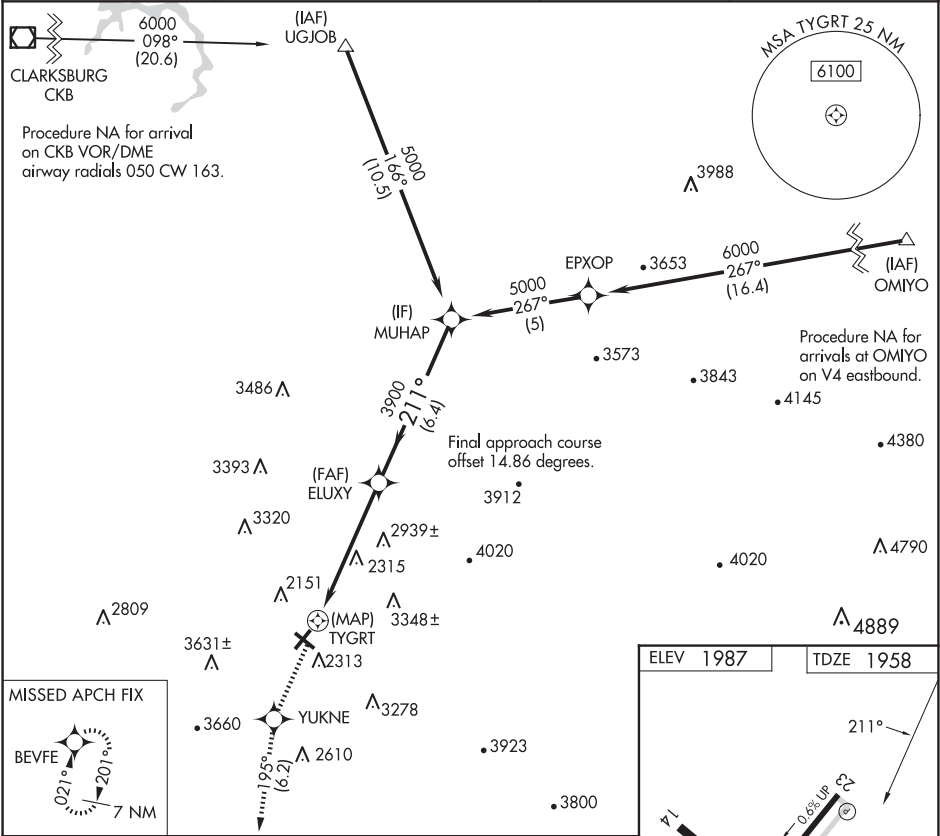 6000
098°
(20.6)
CLARKSBURG
CKB
(IAF)
UGJOB
MSA TYGRT 25 NM
6100
Procedure NA for arrival
on CKB VOR/DME
airway radials 050 CW 163.
5000
166°
(10.5)
3988
EPXOP
3653
6000
267°
(16.4)
(IAF)
OMIYO
5000
267°
(5)
(IF)
MUHAP
Procedure NA for
arrivals at OMIYO
on V4 eastbound.
3573
3843
4145
3486
3900
211°
(6.4)
Final approach course
offset 14.86 degrees.
4380
3393
(FAF)
ELUXY
3912
3320
2939±
2315
4020
4020
4790
2151
2809
(MAP)
TYGRT
3348±
4889
3631±
2313
ELEV 1987
TDZE 1958
MISSED APCH FIX
BEVFE
021°
201°
7 NM
3660
YUKNE
3278
211°
2610
195°
(6.2)
3923
3800
0.6% UP
23
14
P